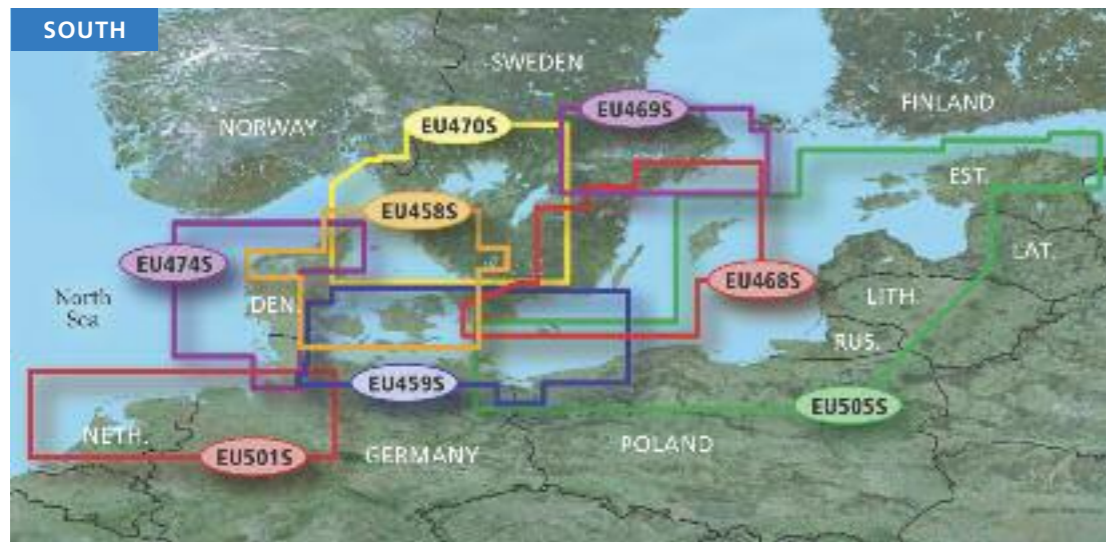 SOUTH
SWEDEN
EU469S
FINLAND
NORWAY
EU470S
EST.
EU458S
EU474S
LAT.
North
Sea
DEN.
EU468S
LITH.
RUS.
EU459S
EU505S
NETH.
EU501S
GERMANY
POLAND